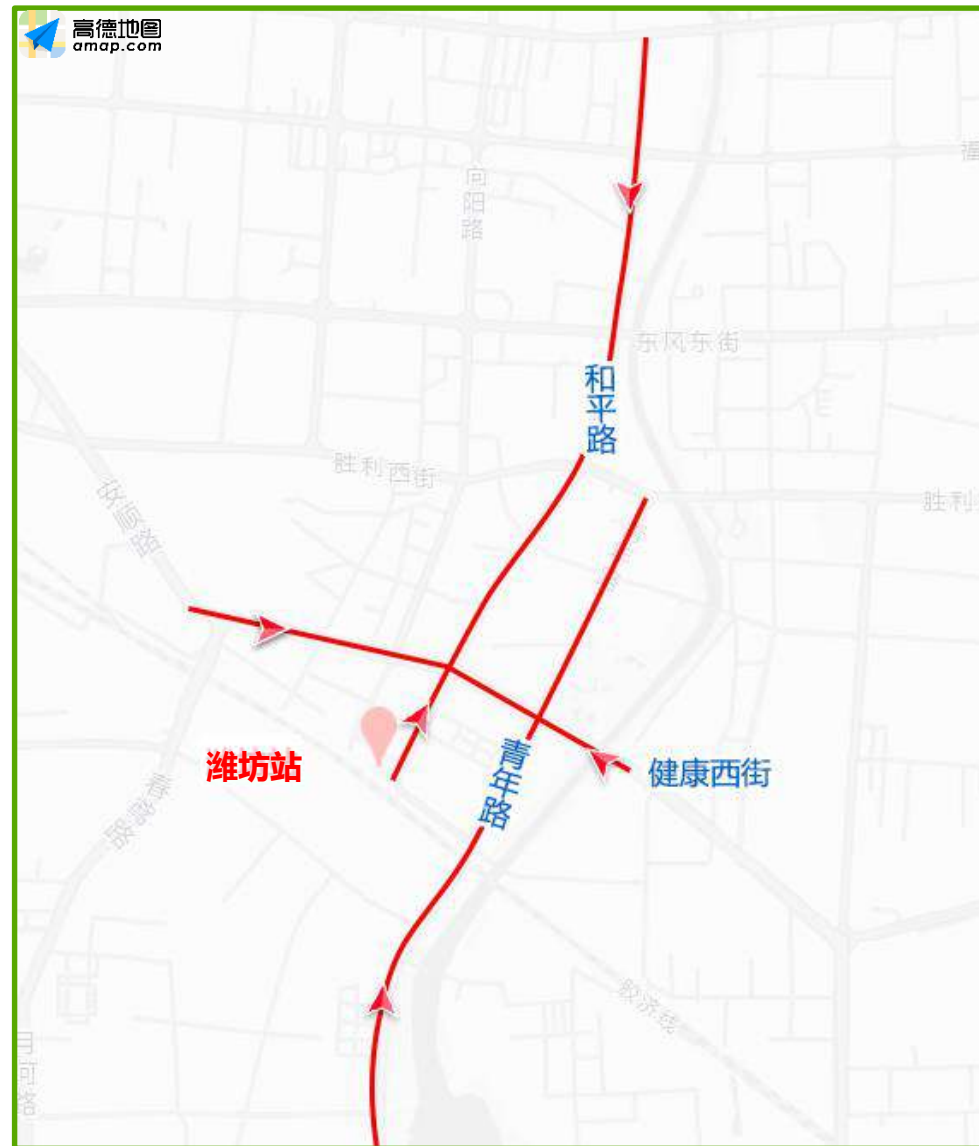 高德地图
amap.com
福
向阳路
东风东街
和平路
胜利西街
胜利
安顺路
潍坊站
青年路
健康西街
春鸢路
胶济线
月河路